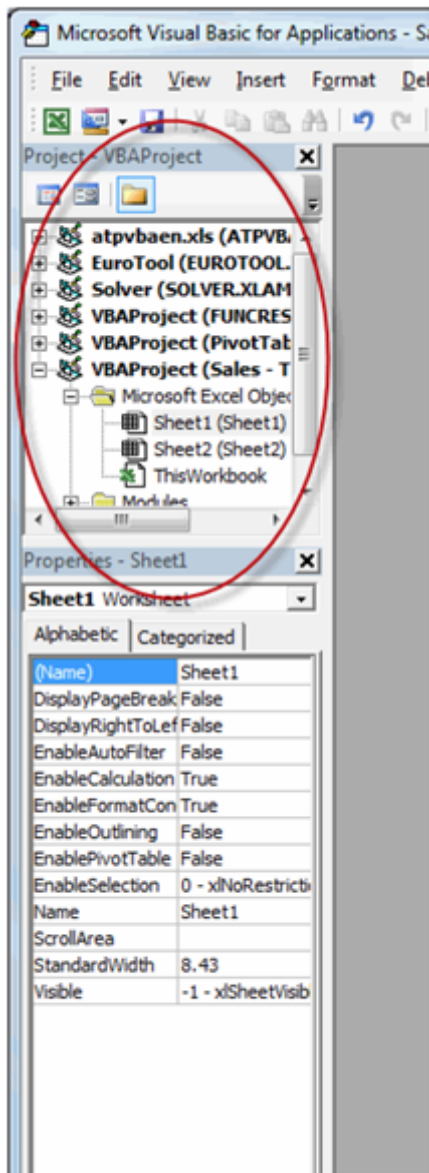 Microsoft Visual Basic for Applications - Sa
File Edit View Insert Format Del
Project - VBAProject
atpvbaen.xls (ATPVBA
EuroTool (EUROTOOL.
Solver (SOLVER.XLAM
VBAProject (FUNCRES
VBAProject (PivotTab
VBAProject (Sales - T
Microsoft Excel Objec
Sheet1 (Sheet1)
Sheet2 (Sheet2)
ThisWorkbook
Modules
Properties - Sheet1
Sheet1 Worksheet
Alphabetic Categorized
(Name) Sheet1
DisplayPageBreak False
DisplayRightToLef False
EnableAutoFilter False
EnableCalculation True
EnableFormatCon True
EnableOutlining False
EnablePivotTable False
EnableSelection 0 - xlNoRestricti
Name Sheet1
ScrollArea
StandardWidth 8.43
Visible -1 - xlSheetVisib